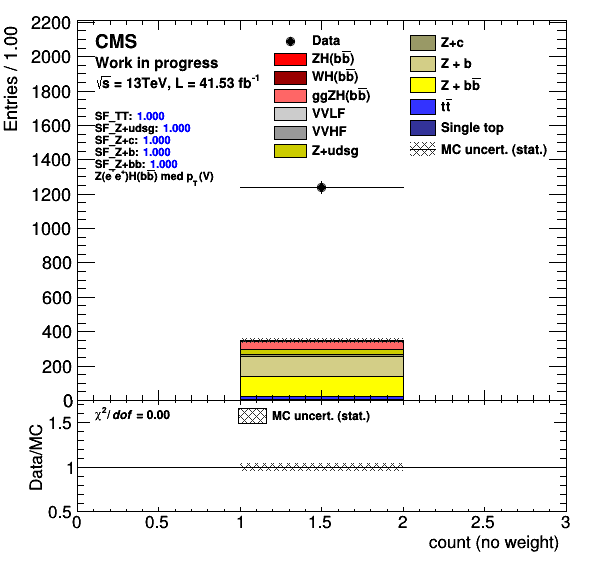 Entries / 1.00
2200
2000
1800
1600
1400
1200
1000
800
600
400
200
0
CMS
Work in progress
√s = 13TeV, L = 41.53 fb⁻¹
SF_TT: 1.000
SF_Z+udsg: 1.000
SF_Z+c: 1.000
SF_Z+b: 1.000
SF_Z+bb: 1.000
Z(e⁻e⁺)H(bb̅) med p_T(V)
Data
ZH(bb̅)
WH(bb̅)
ggZH(bb̅)
VVLF
VVHF
Z+udsg
Z+c
Z + b
Z + bb̅
tt̅
Single top
MC uncert. (stat.)
χ²/dof = 0.00
MC uncert. (stat.)
Data/MC
1.5
1
0.5
0 0.5 1 1.5 2 2.5 3
count (no weight)